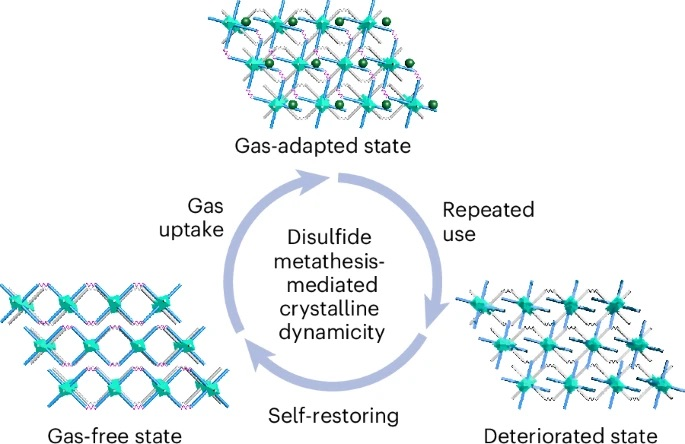 Gas-adapted state
Gas
uptake
Repeated
use
Disulfide
metathesis-
mediated
crystalline
dynamicity
Self-restoring
Gas-free state
Deteriorated state